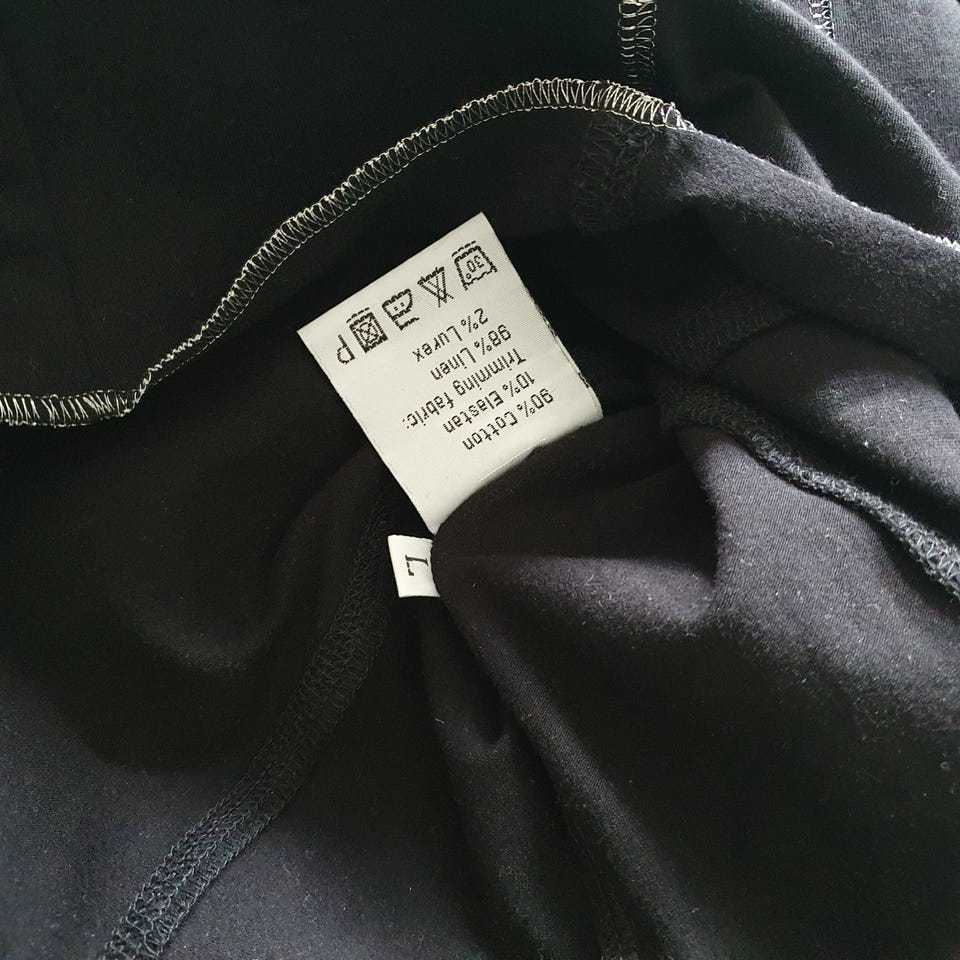 90% Cotton
10% Elastan
Trimming fabric:
98% Linen
2% Lurex
30° P
L